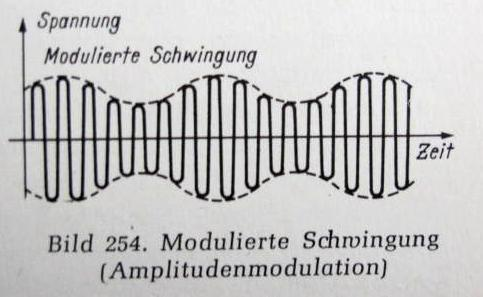 Spannung
Modulierte Schwingung
Zeit
Bild 254. Modulierte Schwingung
(Amplitudenmodulation)